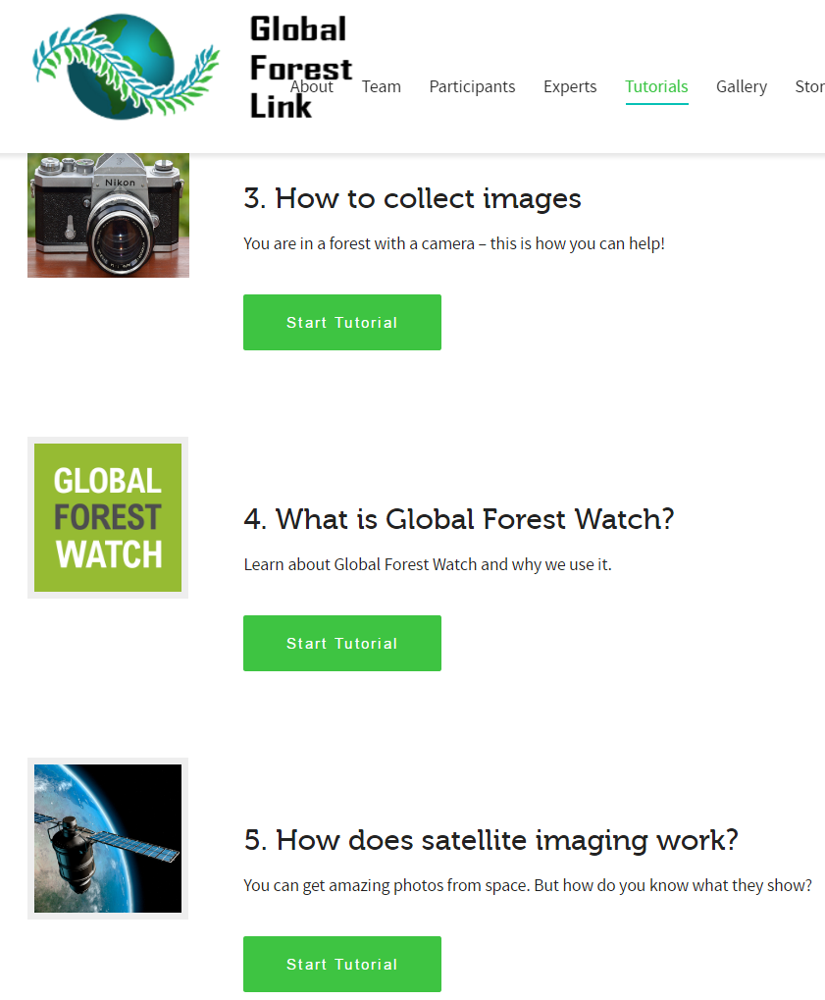 Global
Forest
Link
About Team Participants Experts Tutorials Gallery Stor
Nikon
3. How to collect images
You are in a forest with a camera – this is how you can help!
Start Tutorial
GLOBAL
FOREST
WATCH
4. What is Global Forest Watch?
Learn about Global Forest Watch and why we use it.
Start Tutorial
5. How does satellite imaging work?
You can get amazing photos from space. But how do you know what they show?
Start Tutorial